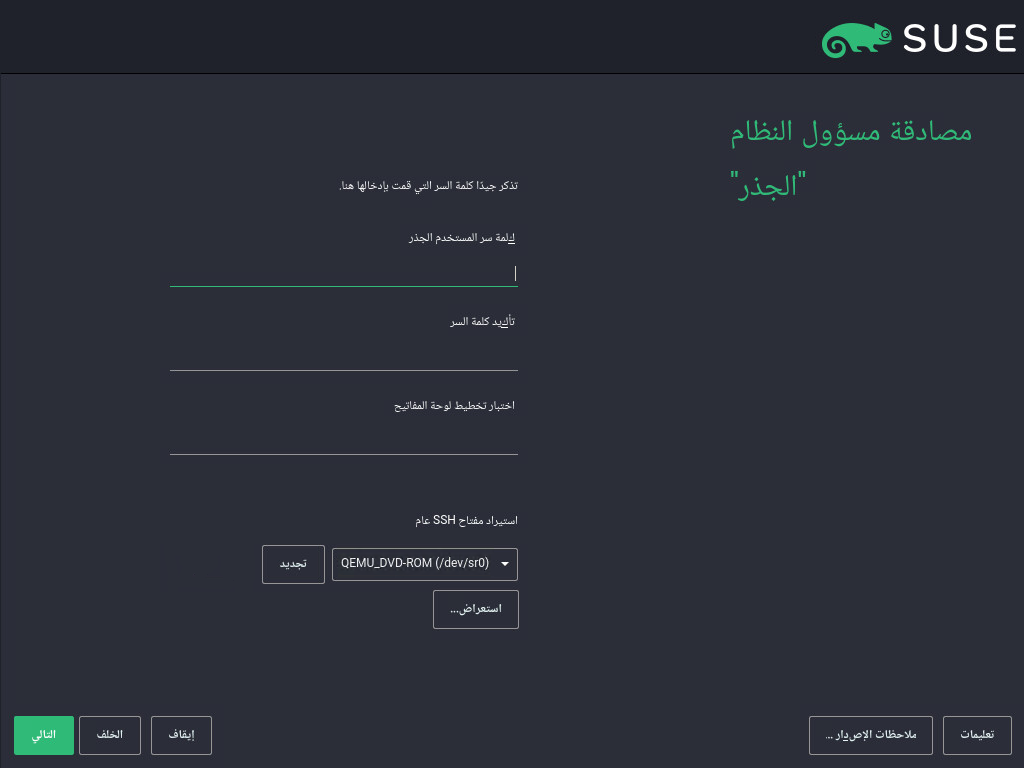 SUSE
مصادقة مسؤول النظام
"الجذر"
تذكر جيدًا كلمة السر التي قمت بإدخالها هنا.
كلمة سر المستخدم الجذر
تأكيد كلمة السر
اختبار تخطيط لوحة المفاتيح
استيراد مفتاح SSH عام
QEMU_DVD-ROM (/dev/sr0)
تجديد
استعراض...
تعليمات
ملاحظات الإصدار ...
إيقاف
الخلف
التالي